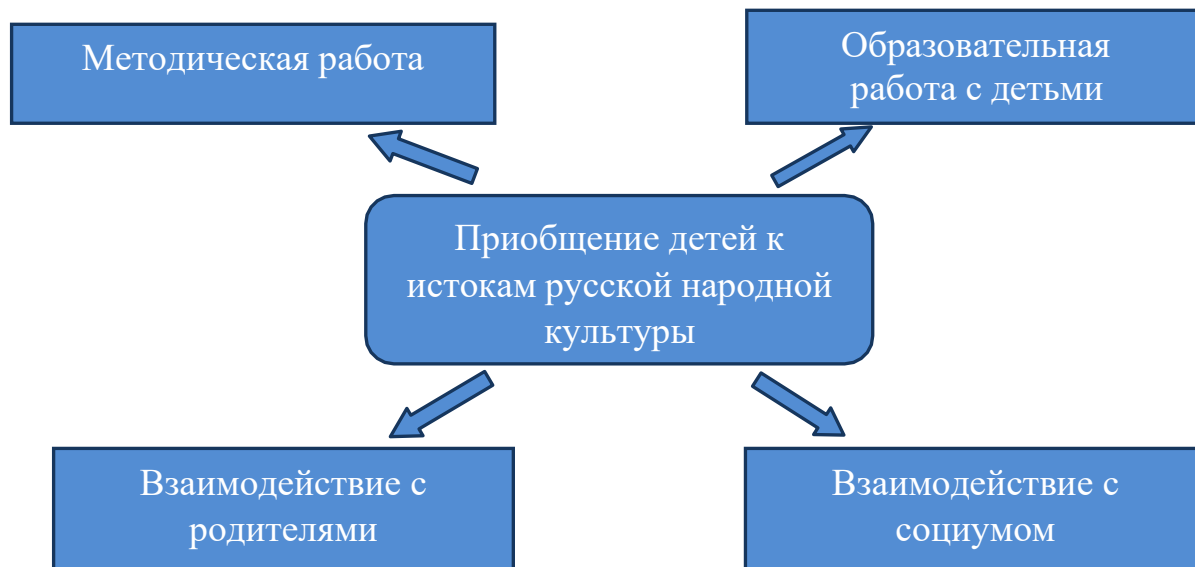 Методическая работа
Образовательная
работа с детьми
Приобщение детей к
истокам русской народной
культуры
Взаимодействие с
родителями
Взаимодействие с
социумом